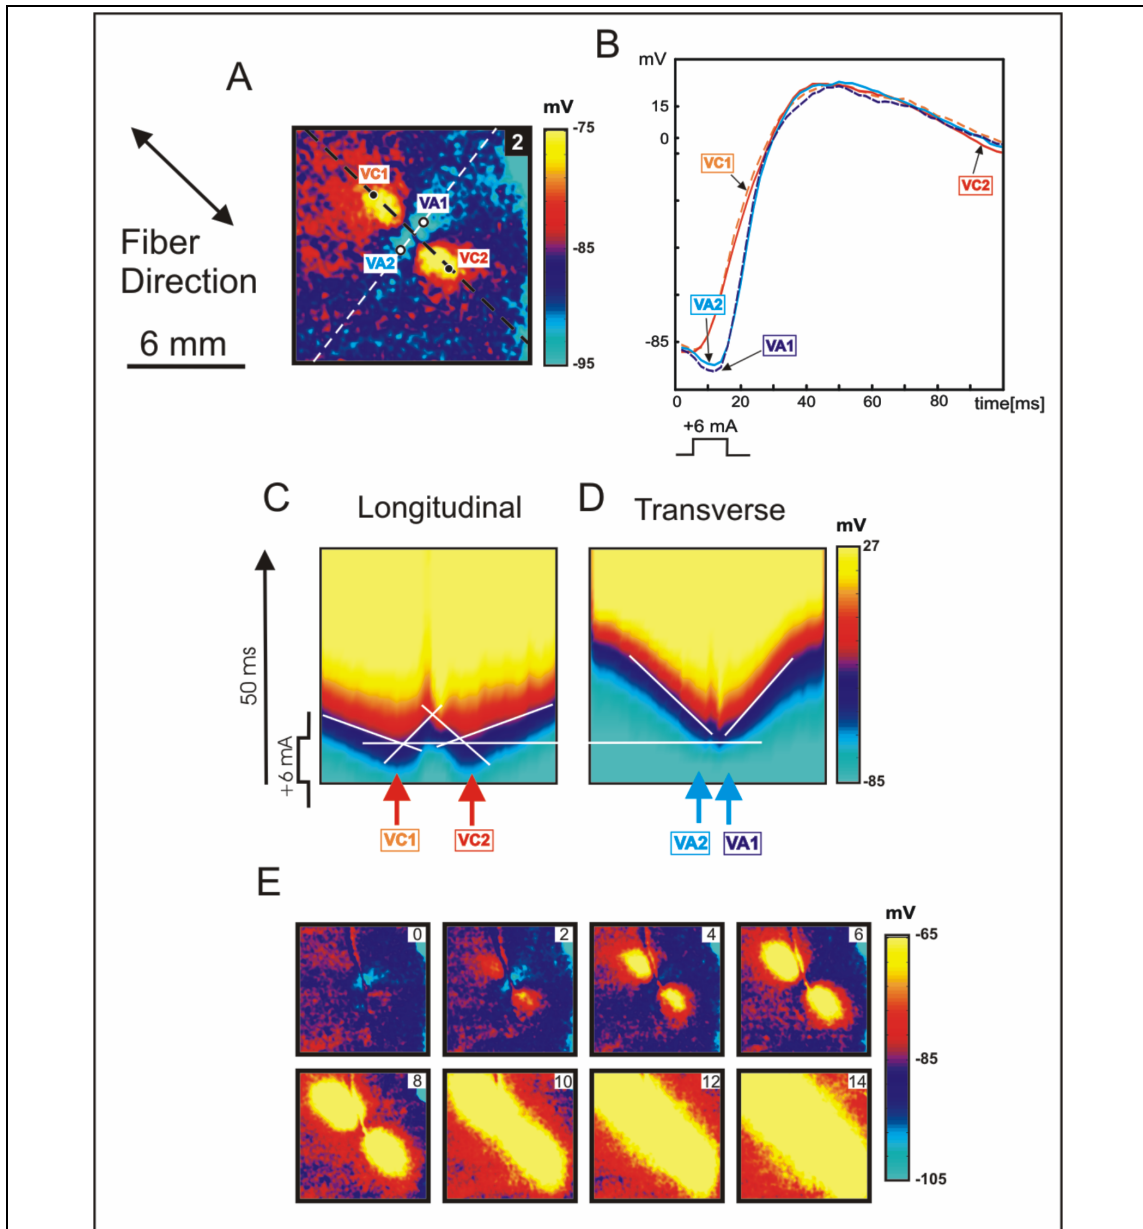 A
B
mV
mV
-75
2
VC1
VA1
VA2
VC2
-85
-95
Fiber
Direction
6 mm
15
0
-85
VC1
VC2
VA2
VA1
0
20
40
60
80
time[ms]
+6 mA
C
Longitudinal
D
Transverse
mV
27
-85
50 ms
+6 mA
VC1
VC2
VA2
VA1
E
mV
0
2
4
6
-65
-85
8
10
12
14
-105